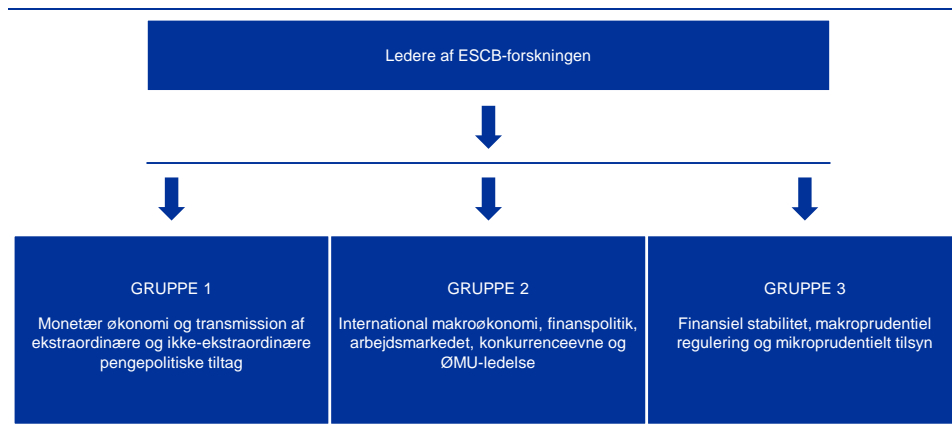 Ledere af ESCB-forskningen
GRUPPE 1
Monetær økonomi og transmission af
ekstraordinære og ikke-ekstraordinære
pengepolitiske tiltag
GRUPPE 2
International makroøkonomi, finanspolitik,
arbejdsmarkedet, konkurrenceevne og
ØMU-ledelse
GRUPPE 3
Finansiel stabilitet, makroprudentiel
regulering og mikroprudentielt tilsyn